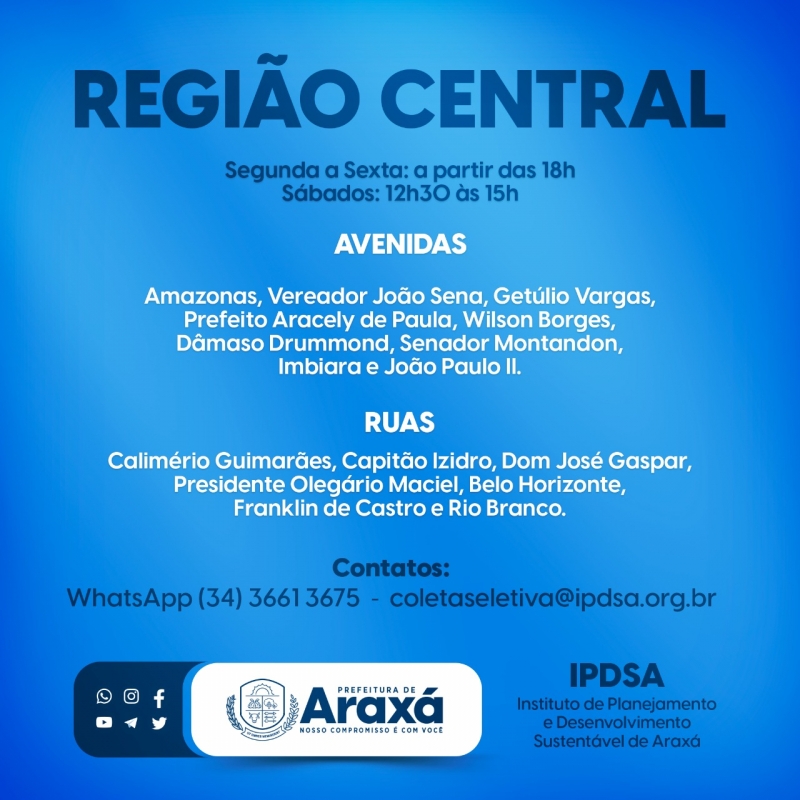 REGIÃO CENTRAL
Segunda a Sexta: a partir das 18h
Sábados: 12h30 às 15h
AVENIDAS
Amazonas, Vereador João Sena, Getúlio Vargas,
Prefeito Aracely de Paula, Wilson Borges,
Dâmaso Drummond, Senador Montandon,
Imbiara e João Paulo II.
RUAS
Calimério Guimarães, Capitão Izidro, Dom José Gaspar,
Presidente Olegário Maciel, Belo Horizonte,
Franklin de Castro e Rio Branco.
Contatos:
WhatsApp (34) 3661 3675 - coletaseletiva@ipdsa.org.br
PREFEITURA DE
Araxá
NOSSO COMPROMISSO É COM VOCÊ
IPDSA
Instituto de Planejamento
e Desenvolvimento
Sustentável de Araxá